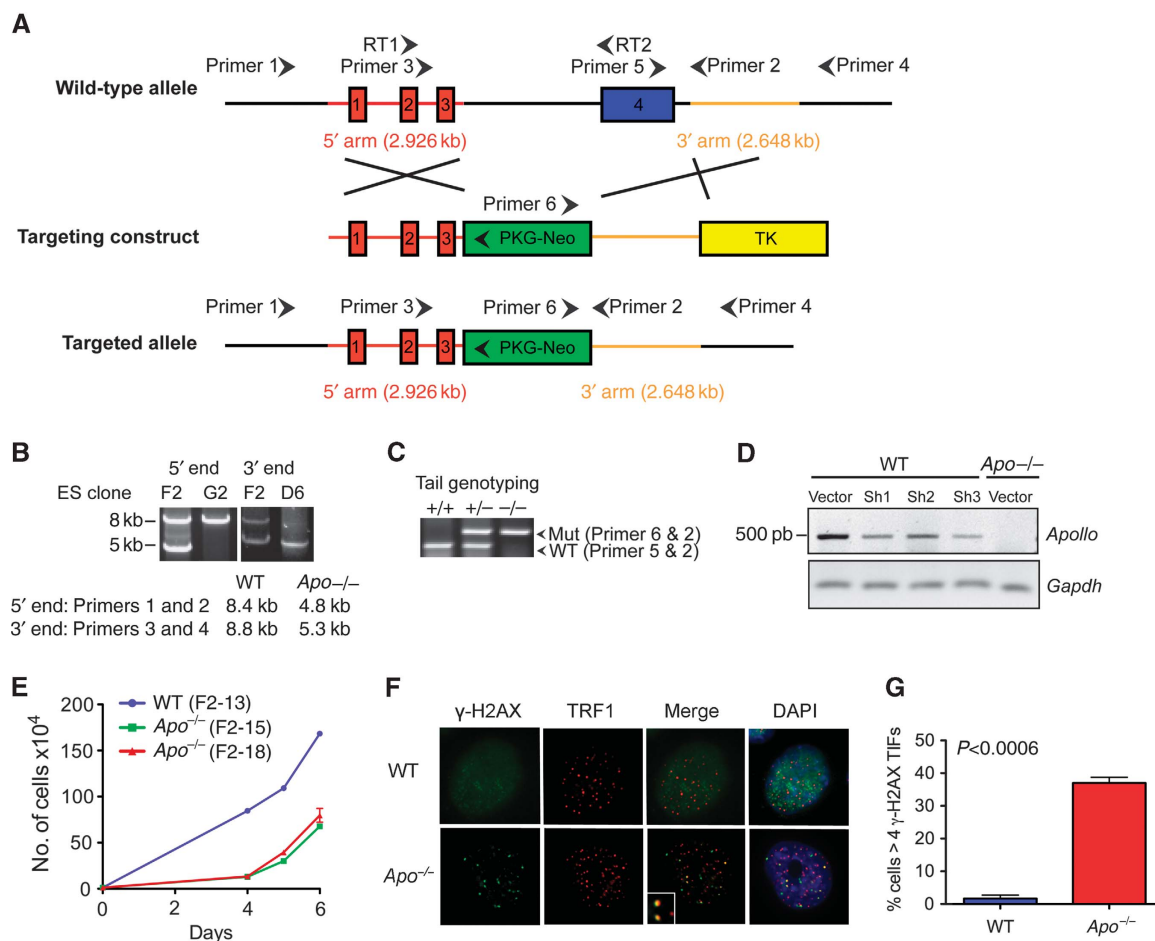 A
RT1
RT2
Primer 1
Primer 3
Primer 5
Primer 2
Primer 4
Wild-type allele
1
2
3
4
5′ arm (2.926 kb)
3′ arm (2.648 kb)
Primer 6
Targeting construct
1
2
3
PKG-Neo
TK
Primer 1
Primer 3
Primer 6
Primer 2
Primer 4
Targeted allele
1
2
3
PKG-Neo
5′ arm (2.926 kb)
3′ arm (2.648 kb)
B
5′ end
3′ end
ES clone
F2
G2
F2
D6
8 kb
5 kb
WT
Apo–/–
5′ end: Primers 1 and 2
8.4 kb
4.8 kb
3′ end: Primers 3 and 4
8.8 kb
5.3 kb
C
Tail genotyping
+/+
+/–
–/–
Mut (Primer 6 & 2)
WT (Primer 5 & 2)
D
WT
Apo–/–
Vector
Sh1
Sh2
Sh3
Vector
500 pb
Apollo
Gapdh
E
WT (F2-13)
Apo–/– (F2-15)
Apo–/– (F2-18)
No. of cells x10⁴
200
150
100
50
0
0
2
4
6
Days
F
γ-H2AX
TRF1
Merge
DAPI
WT
Apo–/–
G
P<0.0006
% cells > 4 γ-H2AX TIFs
50
40
30
20
10
0
WT
Apo–/–